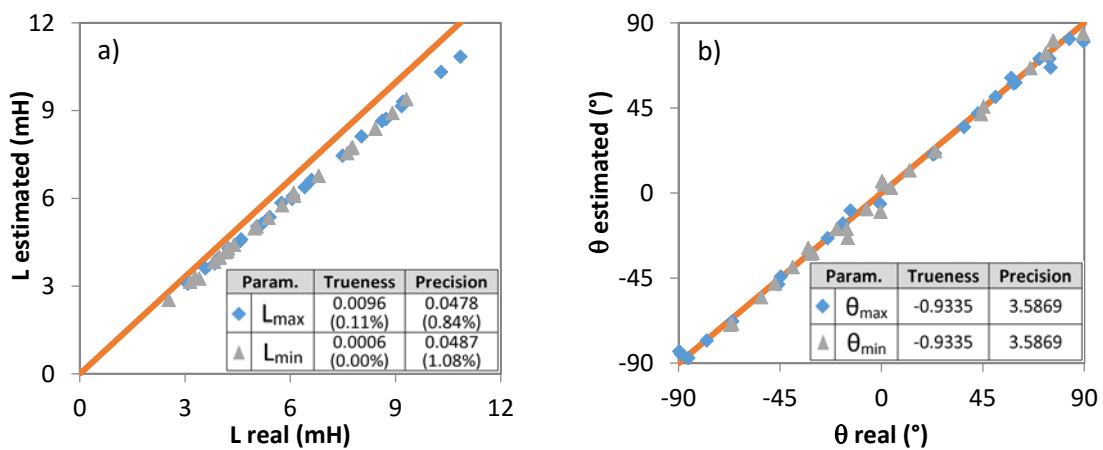 a)
L estimated (mH)
12
9
6
3
0
0 3 6 9 12
L real (mH)
Param. Trueness Precision
Lmax 0.0096 (0.11%) 0.0478 (0.84%)
Lmin 0.0006 (0.00%) 0.0487 (1.08%)
b)
θ estimated (°)
90
45
0
-45
-90
-90 -45 0 45 90
θ real (°)
Param. Trueness Precision
θmax -0.9335 3.5869
θmin -0.9335 3.5869